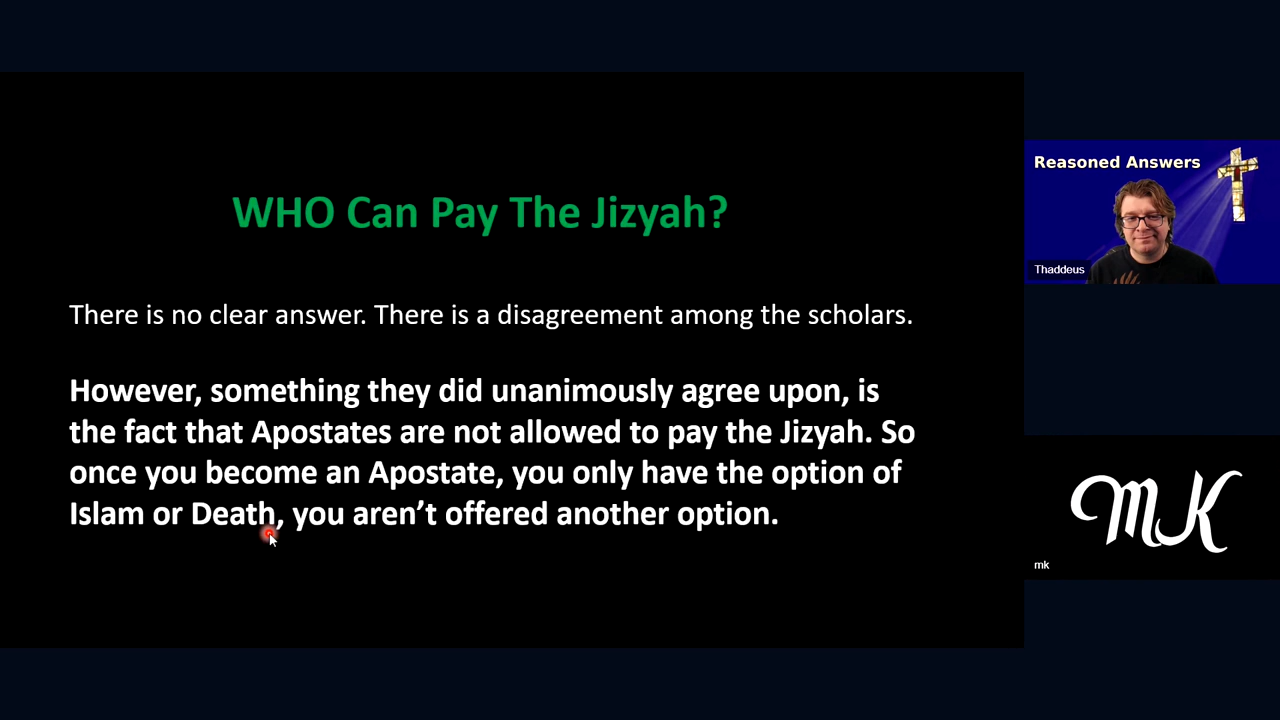 WHO Can Pay The Jizyah?
There is no clear answer. There is a disagreement among the scholars.
However, something they did unanimously agree upon, is
the fact that Apostates are not allowed to pay the Jizyah. So
once you become an Apostate, you only have the option of
Islam or Death, you aren’t offered another option.
Reasoned Answers
Thaddeus
MK
mk